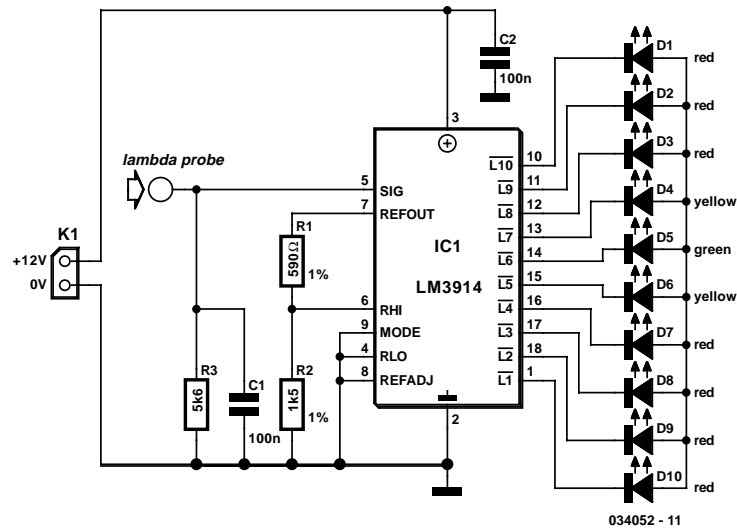 C2
100n
D1
red
D2
red
D3
red
D4
yellow
D5
green
D6
yellow
D7
red
D8
red
D9
red
D10
red
3
lambda probe
5
SIG
7
REFOUT
R1
590Ω
1%
K1
+12V
0V
IC1
LM3914
6
RHI
9
MODE
4
RLO
8
REFADJ
L10
10
L9
11
L8
12
L7
13
L6
14
L5
15
L4
16
L3
17
L2
18
L1
1
R3
5k6
C1
100n
R2
1k5
1%
2
034052 - 11